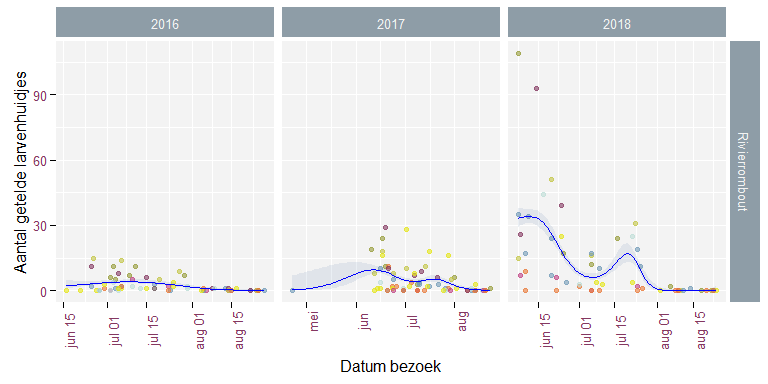 2016 2017 2018
Aantal getelde larvenhuidjes
90
60
30
0
Rivierrombout
jun 15 jul 01 jul 15 aug 01 aug 15 mei jun jul aug jun 15 jul 01 jul 15 aug 01 aug 15
Datum bezoek